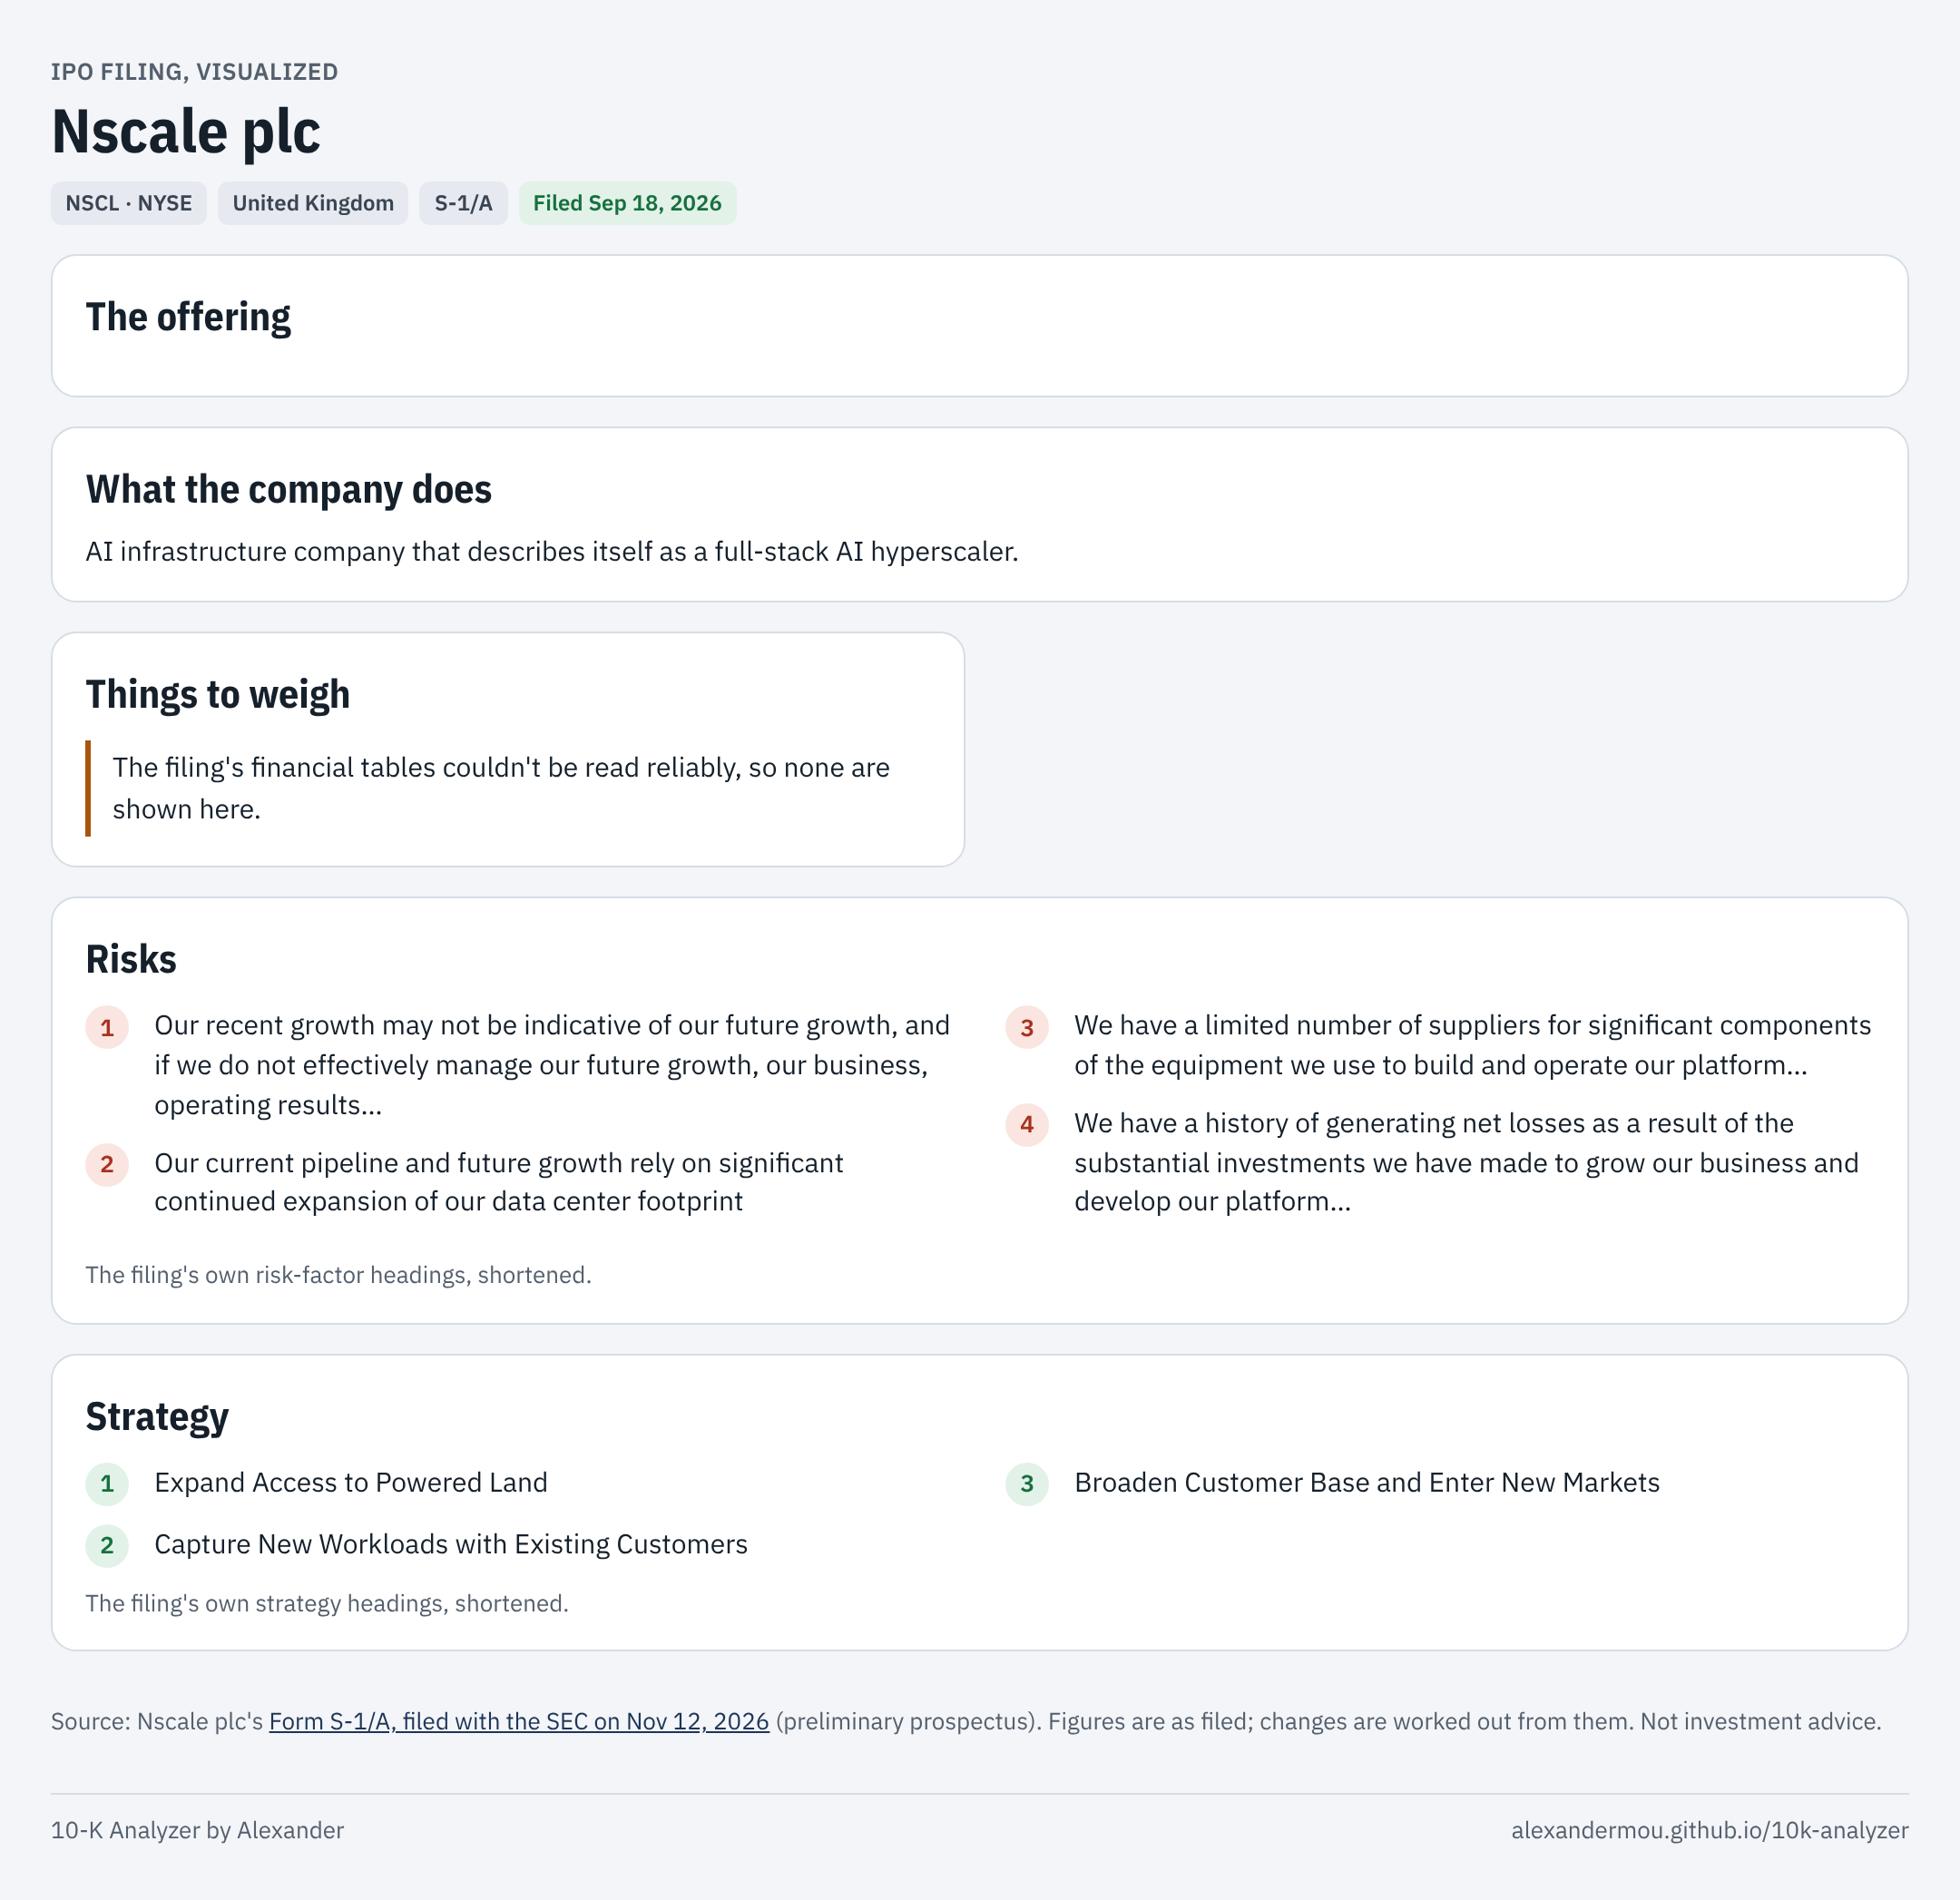 IPO FILING, VISUALIZED
Nscale plc
NSCL · NYSE
United Kingdom
S-1/A
Filed Sep 18, 2026
The offering
What the company does
AI infrastructure company that describes itself as a full-stack AI hyperscaler.
Things to weigh
The filing's financial tables couldn't be read reliably, so none are
shown here.
Risks
1
Our recent growth may not be indicative of our future growth, and
if we do not effectively manage our future growth, our business,
operating results...
2
Our current pipeline and future growth rely on significant
continued expansion of our data center footprint
3
We have a limited number of suppliers for significant components
of the equipment we use to build and operate our platform...
4
We have a history of generating net losses as a result of the
substantial investments we have made to grow our business and
develop our platform...
The filing's own risk-factor headings, shortened.
Strategy
1
Expand Access to Powered Land
2
Capture New Workloads with Existing Customers
3
Broaden Customer Base and Enter New Markets
The filing's own strategy headings, shortened.
Source: Nscale plc's Form S-1/A, filed with the SEC on Nov 12, 2026 (preliminary prospectus). Figures are as filed; changes are worked out from them. Not investment advice.
10-K Analyzer by Alexander
alexandermou.github.io/10k-analyzer